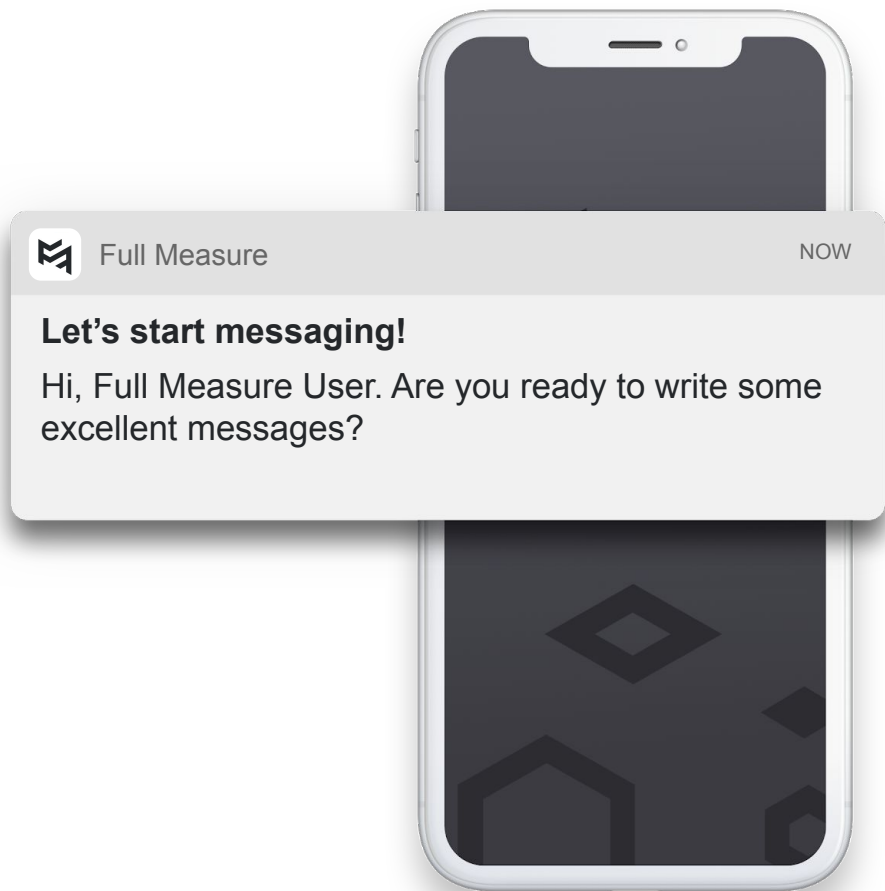 Full Measure
NOW
Let’s start messaging!
Hi, Full Measure User. Are you ready to write some
excellent messages?